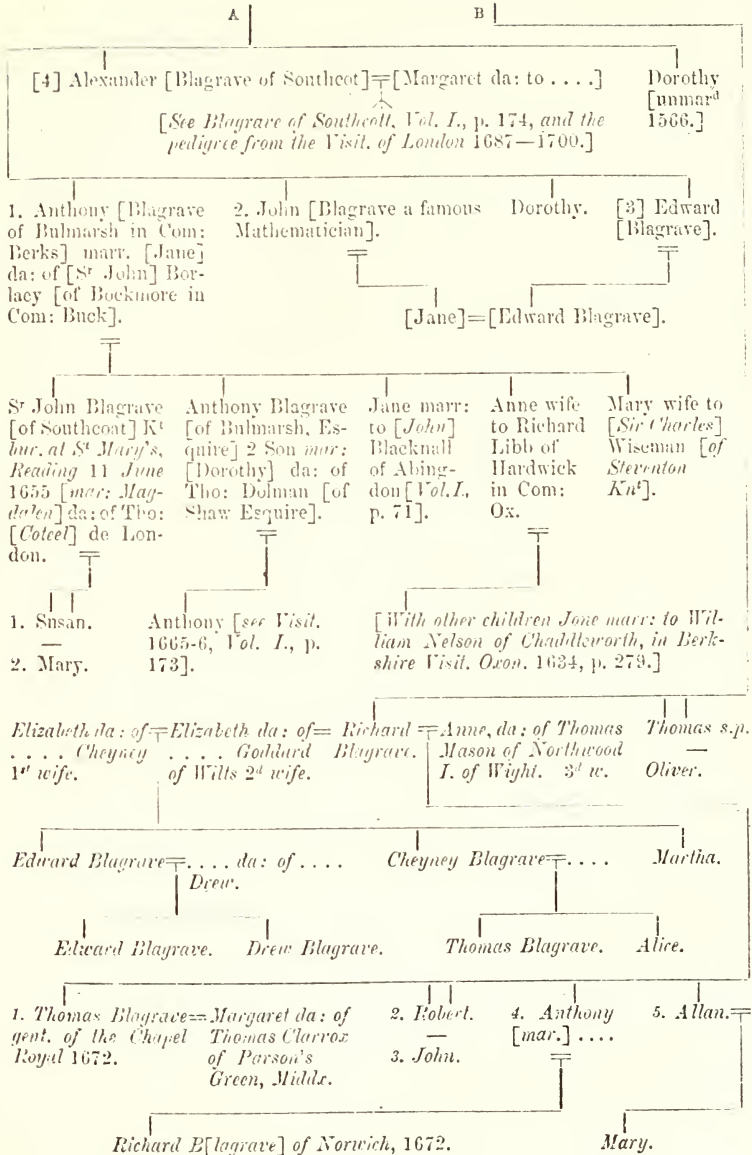 A B
[4] Alexander [Blagrave of Southcot]=[Margaret da: to . . . .]
Dorothy
[unmarᵈ
1566.]
[See Blagrave of Southcott, Vol. I., p. 174, and the
pedigree from the Visit. of London 1687—1700.]
1. Anthony [Blagrave
of Bulmarsh in Com:
Berks] marr. [Jane]
da: of [Sʳ John] Bor-
lacy [of Bockmore in
Com: Buck].
2. John [Blagrave a famous
Mathematician].
Dorothy.
[3] Edward
[Blagrave].
[Jane]=[Edward Blagrave].
Sʳ John Blagrave
[of Southcoat] Kᵗ
bur. at Sᵗ Mary's,
Reading 11 June
1655 [mar: Mag-
dalen] da: of Tho:
[Coteel] de Lon-
don.
Anthony Blagrave
[of Bulmarsh, Es-
quire] 2 Son mar:
[Dorothy] da: of
Tho: Dolman [of
Shaw Esquire].
Jane marr:
to [John]
Blacknall
of Abing-
don [Vol. I.,
p. 71].
Anne wife
to Richard
Libb of
Hardwick
in Com:
Ox.
Mary wife to
[Sir Charles]
Wiseman [of
Steventon
Knᵗ].
1. Susan.
—
2. Mary.
Anthony [see Visit.
1665-6, Vol. I., p.
173].
[With other children Jone marr: to Wil-
liam Nelson of Chaddleworth, in Berk-
shire Visit. Oxon. 1634, p. 279.]
Elizabeth da: of
. . . . Cheyney
1ˢᵗ wife.
=Elizabeth da: of=
. . . . Goddard
of Wilts 2ᵈ wife.
Richard
Blagrave.
=Anne, da: of Thomas
Mason of Northwood
I. of Wight. 3ᵈ w.
Thomas s.p.
—
Oliver.
Edward Blagrave=. . . . da: of . . . .
Drew.
Cheyney Blagrave=. . . .
Martha.
Edward Blagrave. Drew Blagrave.
Thomas Blagrave. Alice.
1. Thomas Blagrave=
gent. of the Chapel
Royal 1672.
Margaret da: of
Thomas Clarrox
of Parson's
Green, Middx.
2. Robert.
—
3. John.
4. Anthony
[mar.] . . . .
5. Allan.=
Richard B[lagrave] of Norwich, 1672.
Mary.